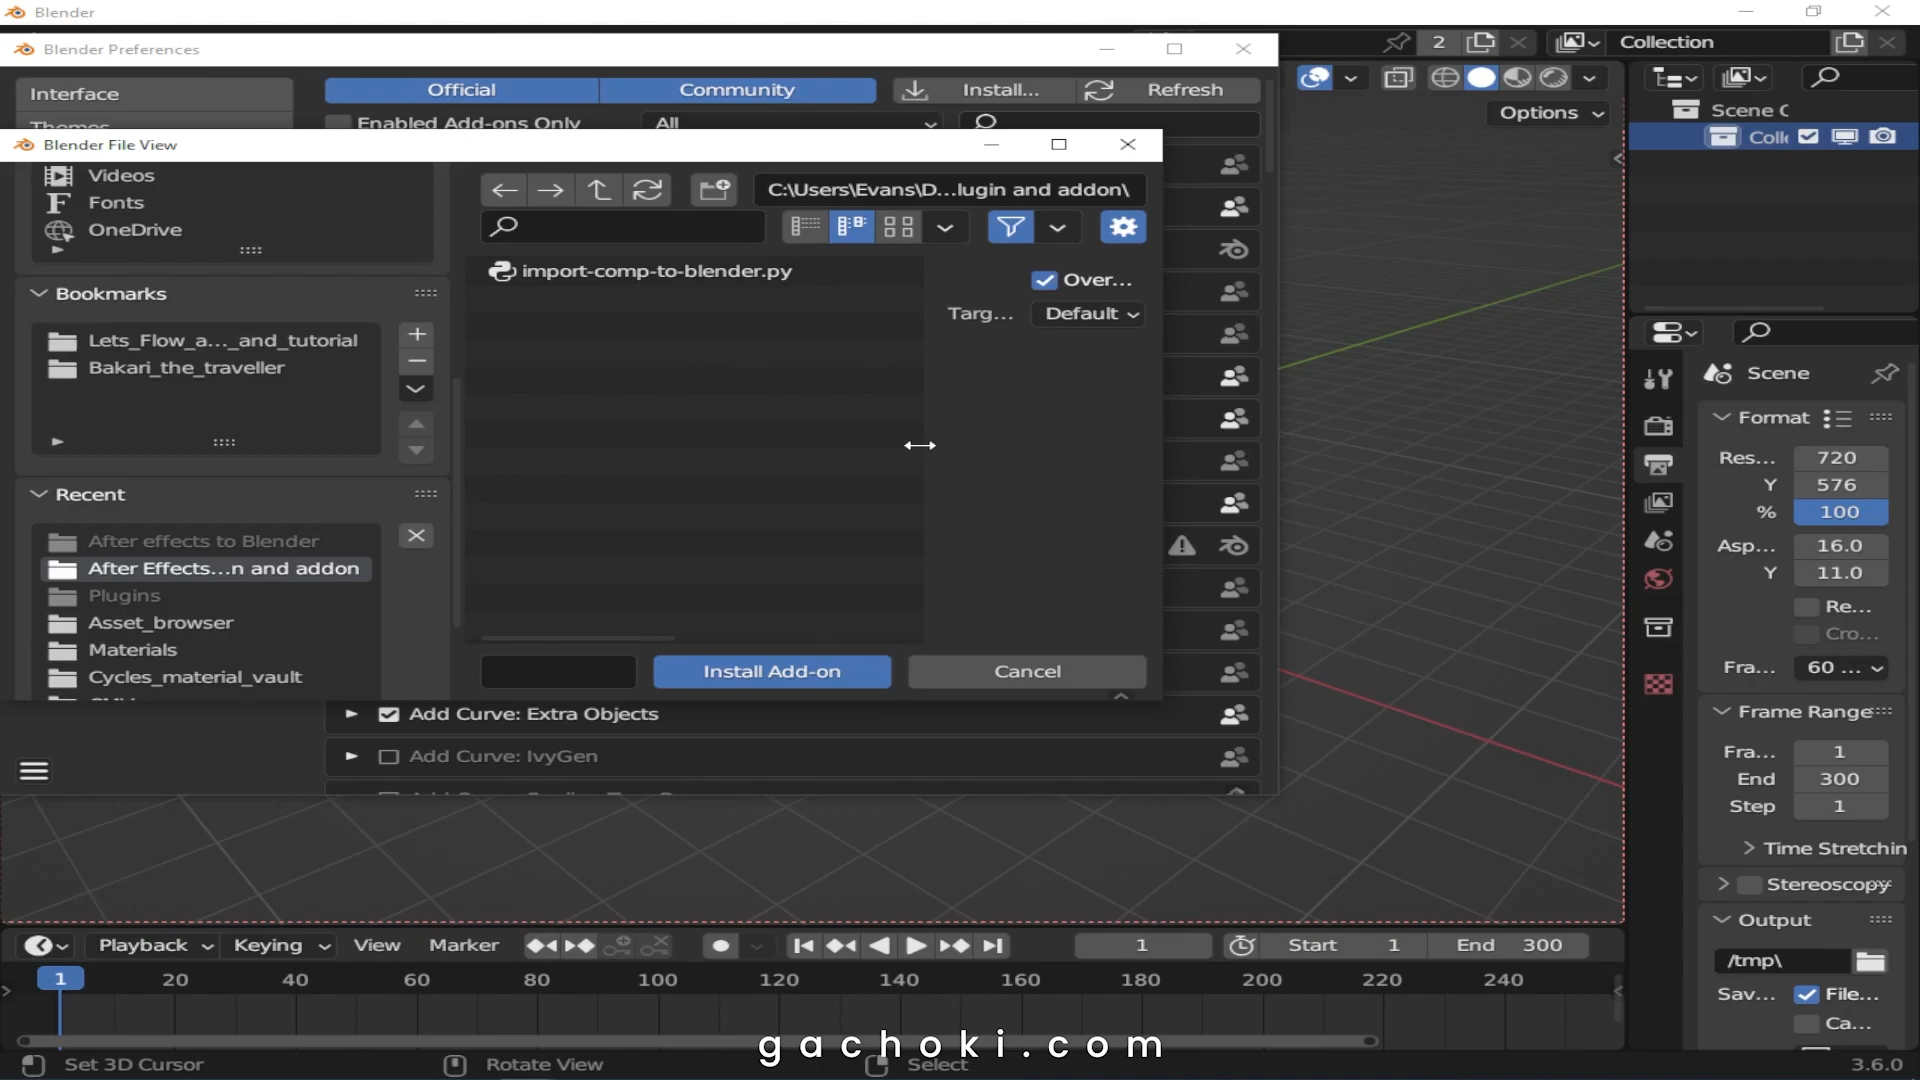 Blender
Blender Preferences
2
Collection
Interface
Official
Community
Install...
Refresh
Themes
Enabled Add-ons Only
All
Options
Scene C
Coll
Blender File View
Videos
Fonts
OneDrive
C:\Users\Evans\D...lugin and addon\
import-comp-to-blender.py
Over...
Targ...
Default
Bookmarks
Lets_Flow_a..._and_tutorial
Bakari_the_traveller
Recent
After effects to Blender
After Effects...n and addon
Plugins
Asset_browser
Materials
Cycles_material_vault
Install Add-on
Cancel
Add Curve: Extra Objects
Add Curve: IvyGen
Scene
Format
Res...
720
Y
576
%
100
Asp...
16.0
Y
11.0
Re...
Cro...
Fra...
60 ...
Frame Range
Fra...
1
End
300
Step
1
Time Stretchin
Stereoscopy
Output
/tmp\
Sav...
File...
Ca...
Playback
Keying
View
Marker
1
Start
1
End
300
1
20
40
60
80
100
120
140
160
180
200
220
240
gachoki.com
Set 3D Cursor
Rotate View
Select
3.6.0